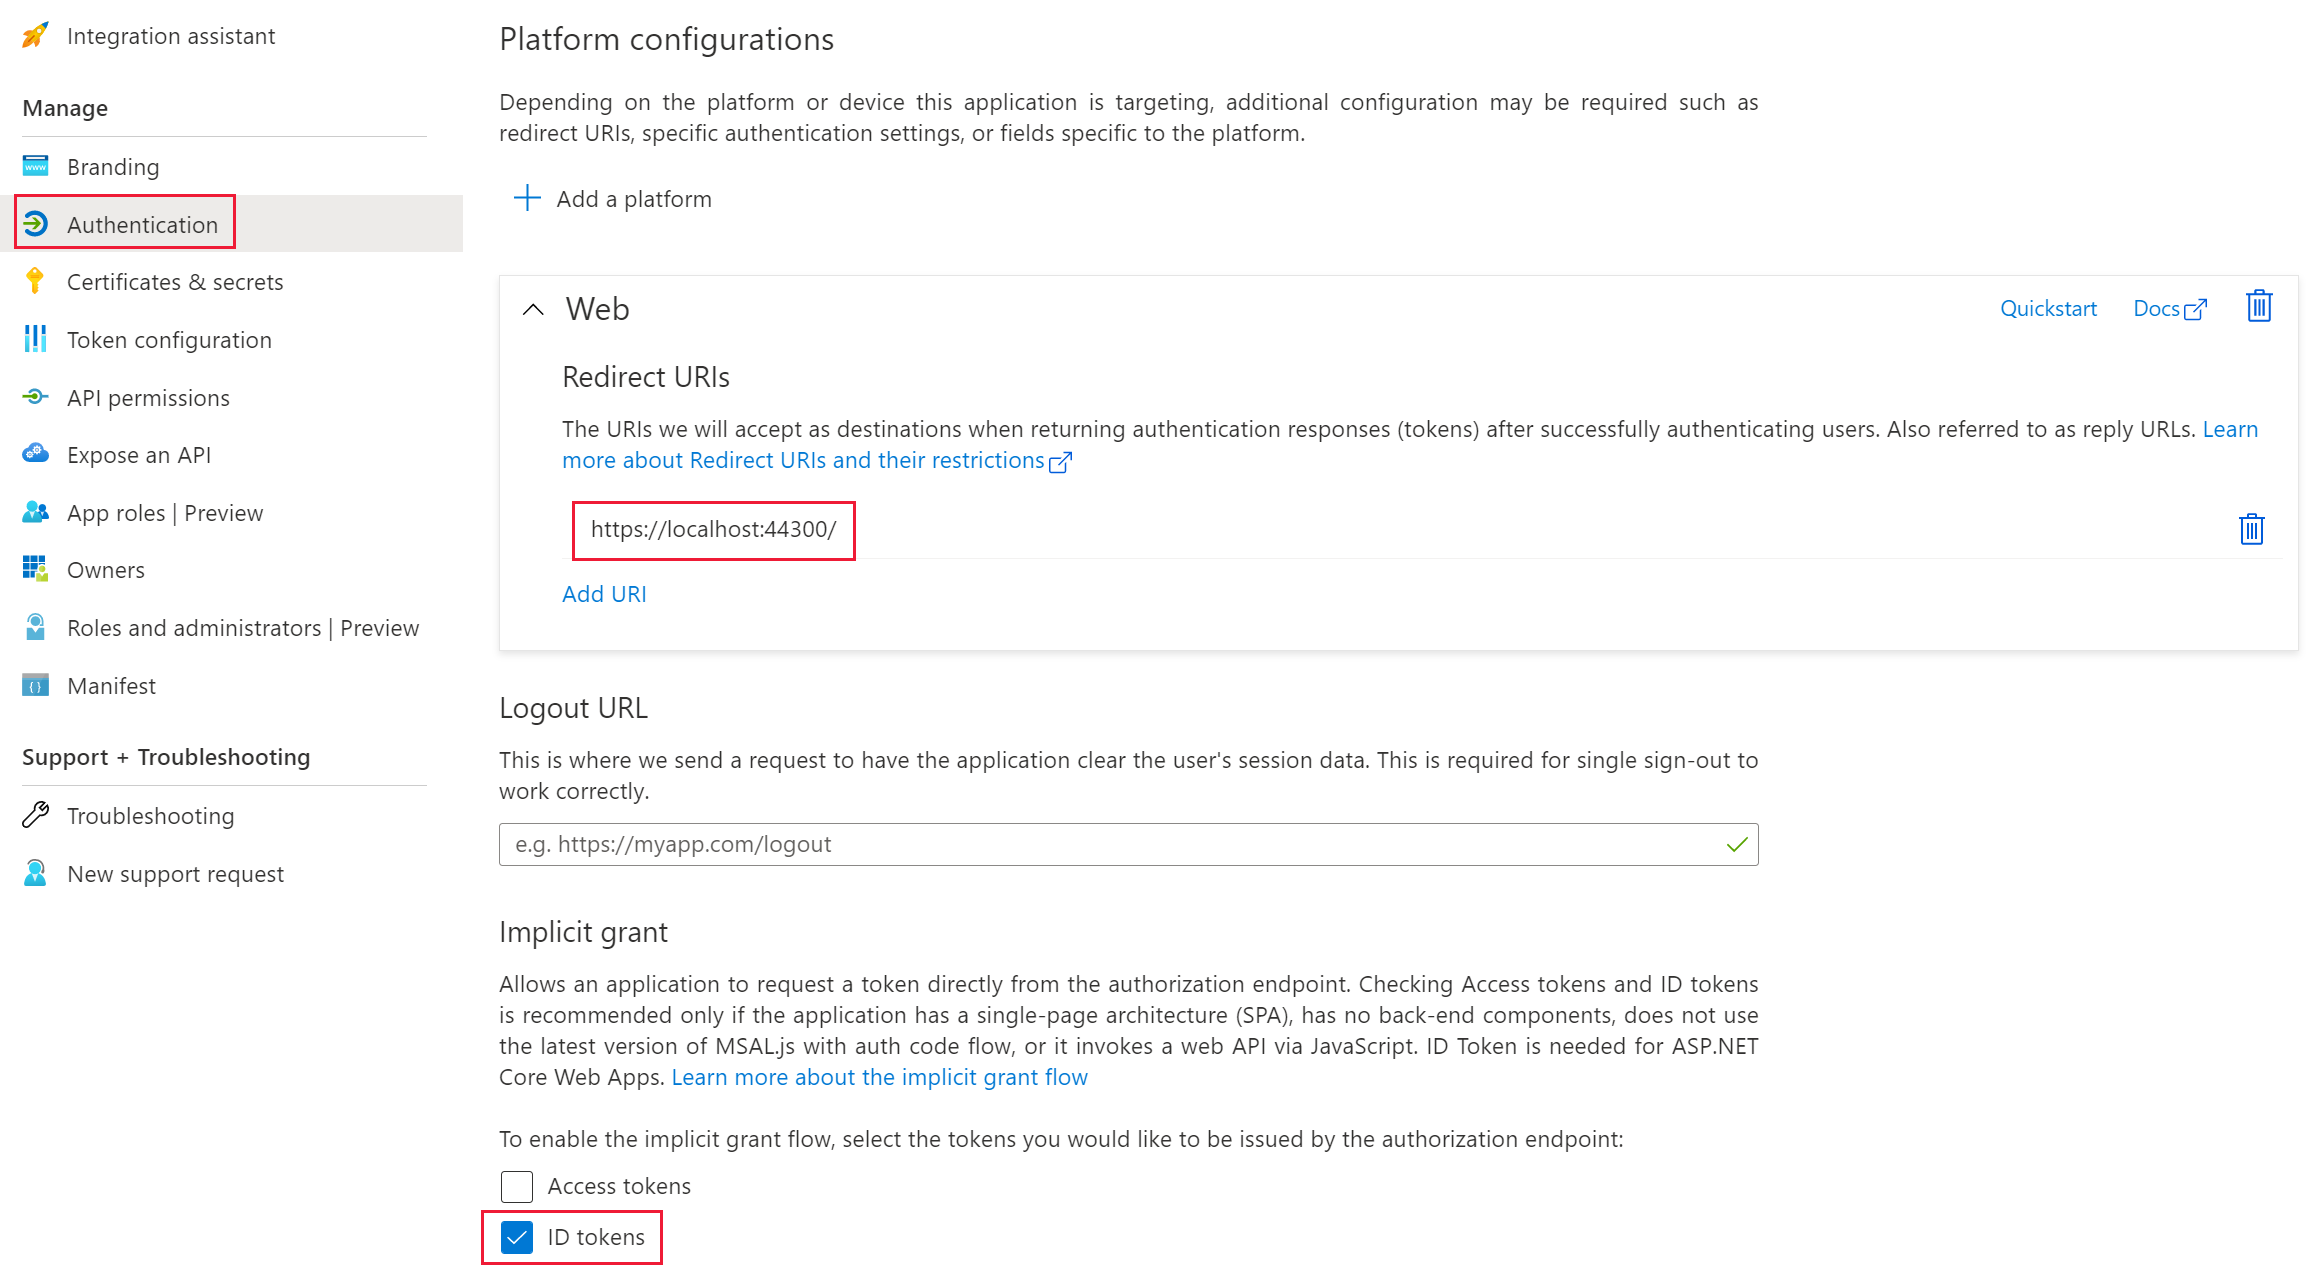 Integration assistant
Manage
Branding
Authentication
Certificates & secrets
Token configuration
API permissions
Expose an API
App roles | Preview
Owners
Roles and administrators | Preview
Manifest
Support + Troubleshooting
Troubleshooting
New support request
Platform configurations
Depending on the platform or device this application is targeting, additional configuration may be required such as
redirect URIs, specific authentication settings, or fields specific to the platform.
Add a platform
Web
Quickstart
Docs
Redirect URIs
The URIs we will accept as destinations when returning authentication responses (tokens) after successfully authenticating users. Also referred to as reply URLs. Learn
more about Redirect URIs and their restrictions
https://localhost:44300/
Add URI
Logout URL
This is where we send a request to have the application clear the user's session data. This is required for single sign-out to
work correctly.
e.g. https://myapp.com/logout
Implicit grant
Allows an application to request a token directly from the authorization endpoint. Checking Access tokens and ID tokens
is recommended only if the application has a single-page architecture (SPA), has no back-end components, does not use
the latest version of MSAL.js with auth code flow, or it invokes a web API via JavaScript. ID Token is needed for ASP.NET
Core Web Apps. Learn more about the implicit grant flow
To enable the implicit grant flow, select the tokens you would like to be issued by the authorization endpoint:
Access tokens
ID tokens